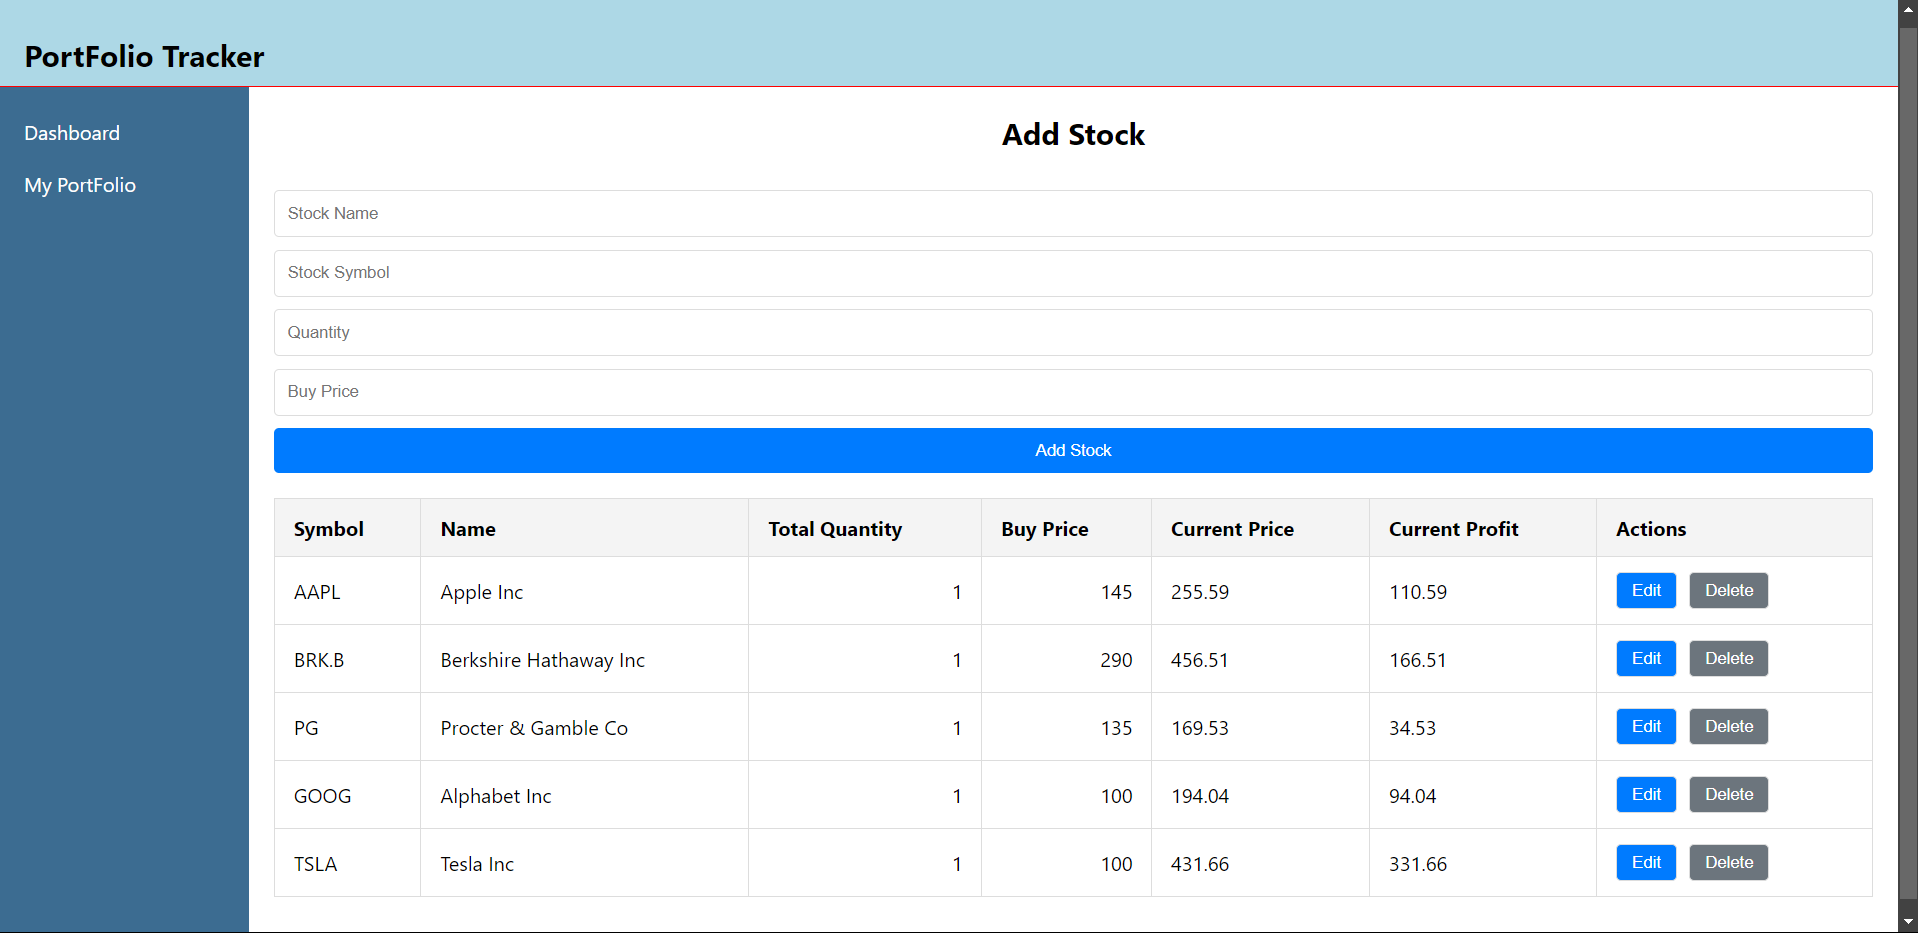 PortFolio Tracker
Dashboard
My PortFolio
Add Stock
Stock Name
Stock Symbol
Quantity
Buy Price
Add Stock
Symbol Name Total Quantity Buy Price Current Price Current Profit Actions
AAPL Apple Inc 1 145 255.59 110.59 Edit Delete
BRK.B Berkshire Hathaway Inc 1 290 456.51 166.51 Edit Delete
PG Procter & Gamble Co 1 135 169.53 34.53 Edit Delete
GOOG Alphabet Inc 1 100 194.04 94.04 Edit Delete
TSLA Tesla Inc 1 100 431.66 331.66 Edit Delete